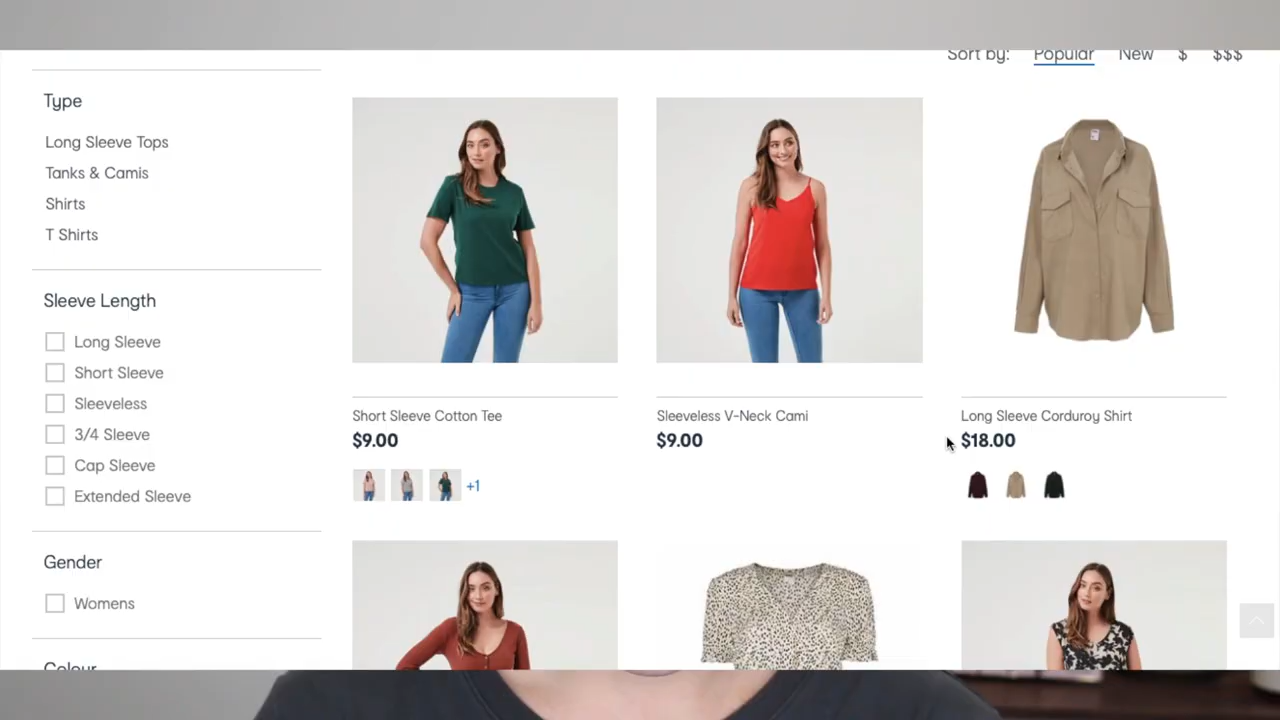 Sort by: Popular New $ $$$
Type
Long Sleeve Tops
Tanks & Camis
Shirts
T Shirts
Sleeve Length
Long Sleeve
Short Sleeve
Sleeveless
3/4 Sleeve
Cap Sleeve
Extended Sleeve
Gender
Womens
Colour
Short Sleeve Cotton Tee
$9.00
+1
Sleeveless V-Neck Cami
$9.00
Long Sleeve Corduroy Shirt
$18.00